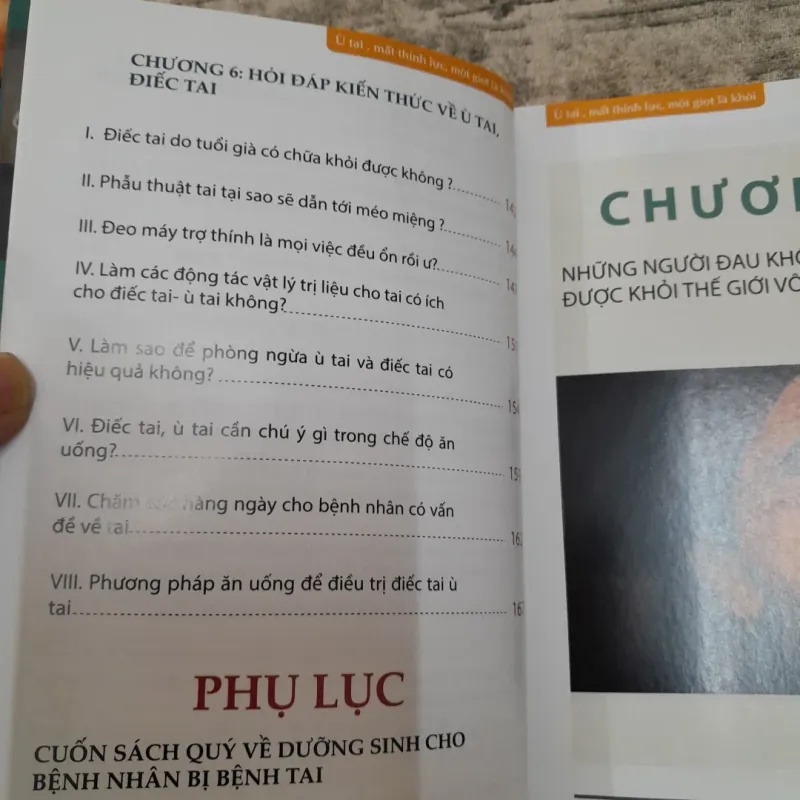 Ù tai , mất thính lực, một giọt là khỏi
CHƯƠNG 6: HỎI ĐÁP KIẾN THỨC VỀ Ù TAI,
ĐIẾC TAI
I. Điếc tai do tuổi già có chữa khỏi được không ?
II. Phẫu thuật tai tại sao sẽ dẫn tới méo miệng ?
III. Đeo máy trợ thính là mọi việc đều ổn rồi ư?
IV. Làm các động tác vật lý trị liệu cho tai có ích
cho điếc tai- ù tai không?
V. Làm sao để phòng ngừa ù tai và điếc tai có
hiệu quả không?
VI. Điếc tai, ù tai cần chú ý gì trong chế độ ăn
uống?
VII. Chăm sóc hàng ngày cho bệnh nhân có vấn
đề về tai
VIII. Phương pháp ăn uống để điều trị điếc tai ù
tai
PHỤ LỤC
CUỐN SÁCH QUÝ VỀ DƯỠNG SINH CHO
BỆNH NHÂN BỊ BỆNH TAI
Ù tai , mất thính lực, một giọt là khỏi
NHỮNG NGƯỜI ĐAU
ĐƯỢC KHỎI THẾ GIỚI